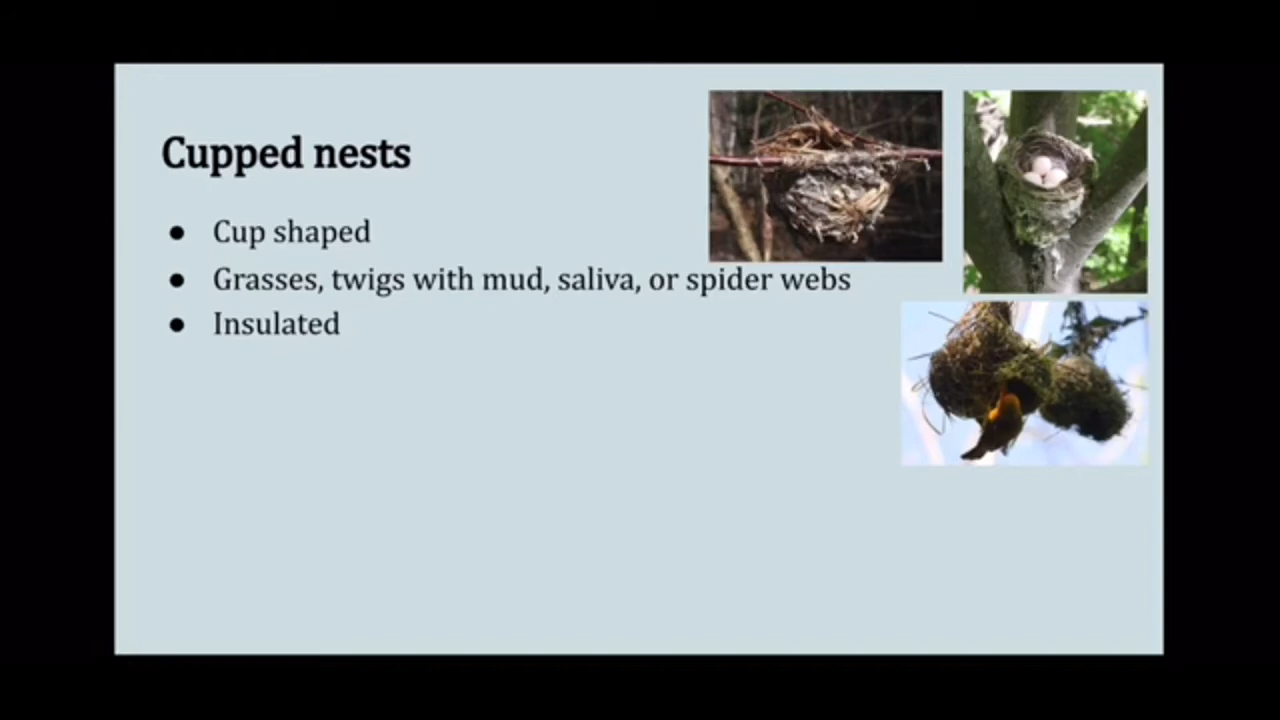 Cupped nests
● Cup shaped
● Grasses, twigs with mud, saliva, or spider webs
● Insulated